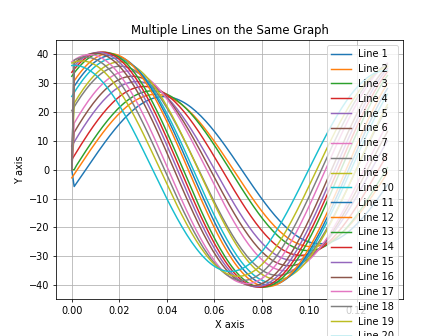 Multiple Lines on the Same Graph
40
30
20
10
0
−10
−20
−30
−40
Y axis
0.00
0.02
0.04
0.06
0.08
0.10
X axis
Line 1
Line 2
Line 3
Line 4
Line 5
Line 6
Line 7
Line 8
Line 9
Line 10
Line 11
Line 12
Line 13
Line 14
Line 15
Line 16
Line 17
Line 18
Line 19
Line 20